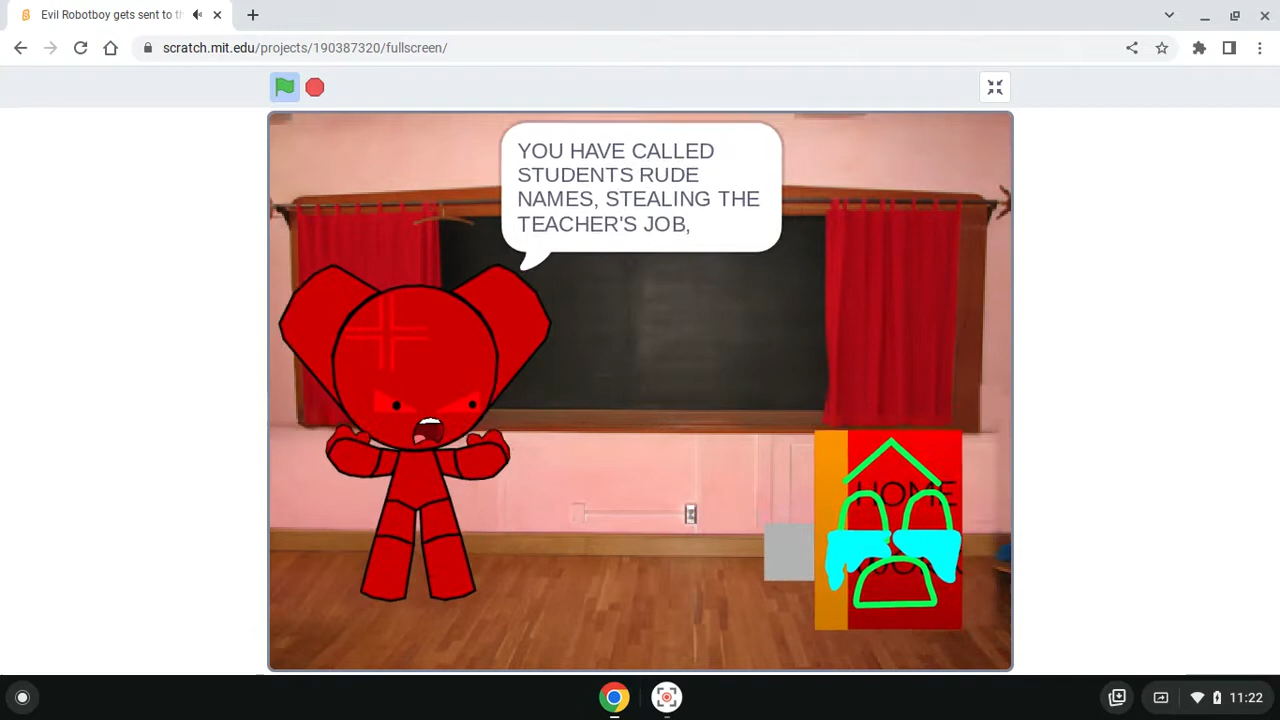 Evil Robotboy gets sent to th
scratch.mit.edu/projects/190387320/fullscreen/
YOU HAVE CALLED
STUDENTS RUDE
NAMES, STEALING THE
TEACHER'S JOB,
HOME
11:22